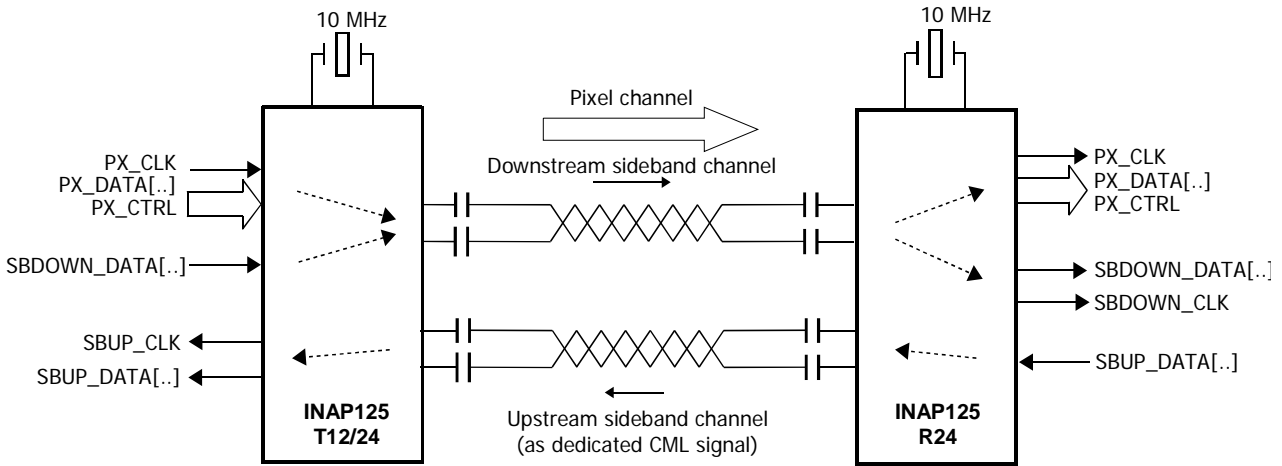 10 MHz
10 MHz
Pixel channel
Downstream sideband channel
PX_CLK
PX_DATA[..]
PX_CTRL
SBDOWN_DATA[..]
SBUP_CLK
SBUP_DATA[..]
INAP125
T12/24
Upstream sideband channel
(as dedicated CML signal)
PX_CLK
PX_DATA[..]
PX_CTRL
SBDOWN_DATA[..]
SBDOWN_CLK
SBUP_DATA[..]
INAP125
R24